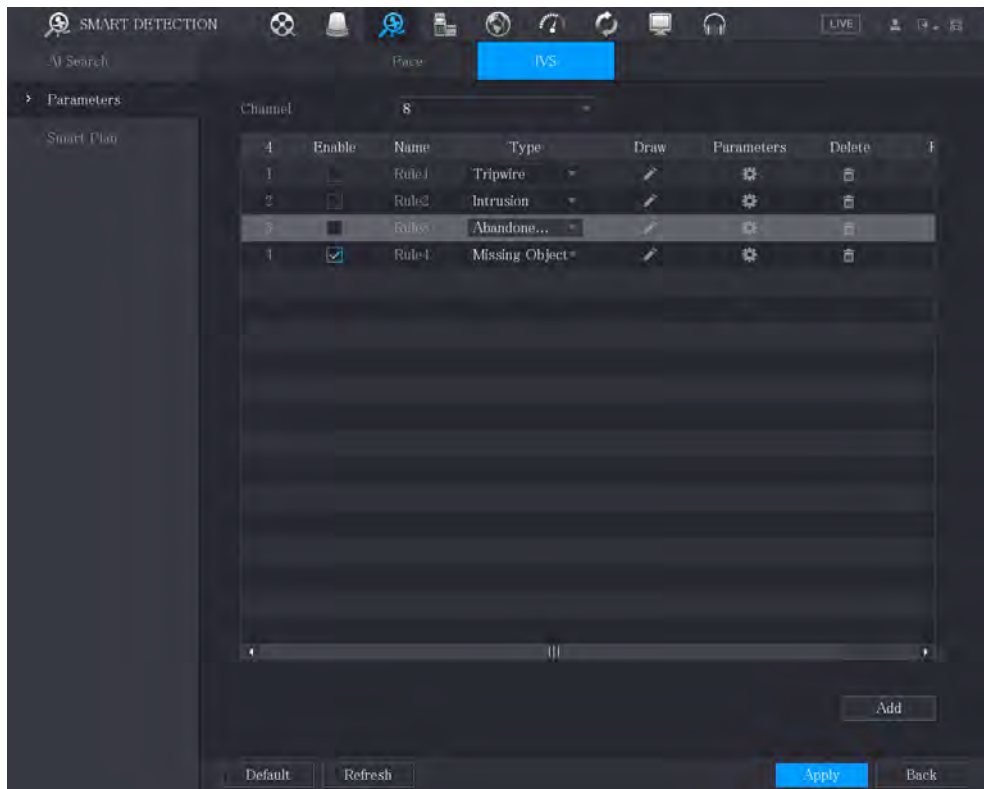 SMART DETECTION
LIVE
AI Search
Face
IVS
Parameters
Smart Plan
Channel
8
4 Enable Name Type Draw Parameters Delete
1 Rule1 Tripwire
2 Rule2 Intrusion
3 Rule3 Abandone...
4 Rule4 Missing Object
Add
Default Refresh Apply Back